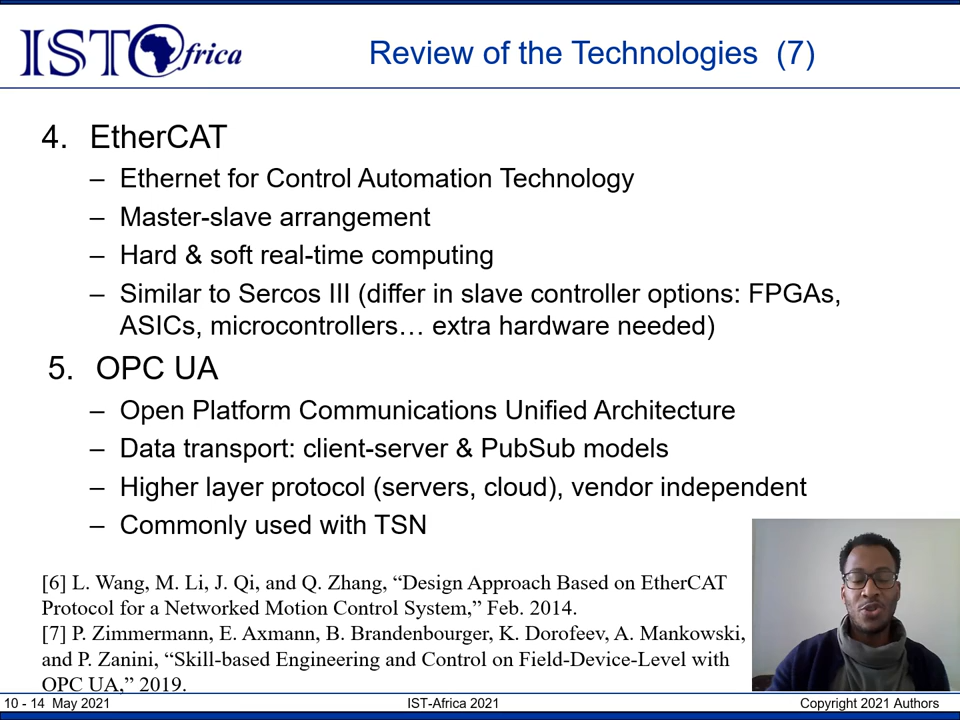 IST Africa
Review of the Technologies (7)
4. EtherCAT
– Ethernet for Control Automation Technology
– Master-slave arrangement
– Hard & soft real-time computing
– Similar to Sercos III (differ in slave controller options: FPGAs,
ASICs, microcontrollers… extra hardware needed)
5. OPC UA
– Open Platform Communications Unified Architecture
– Data transport: client-server & PubSub models
– Higher layer protocol (servers, cloud), vendor independent
– Commonly used with TSN
[6] L. Wang, M. Li, J. Qi, and Q. Zhang, “Design Approach Based on EtherCAT
Protocol for a Networked Motion Control System,” Feb. 2014.
[7] P. Zimmermann, E. Axmann, B. Brandenbourger, K. Dorofeev, A. Mankowski,
and P. Zanini, “Skill-based Engineering and Control on Field-Device-Level with
OPC UA,” 2019.
10 - 14 May 2021
IST-Africa 2021
Copyright 2021 Authors